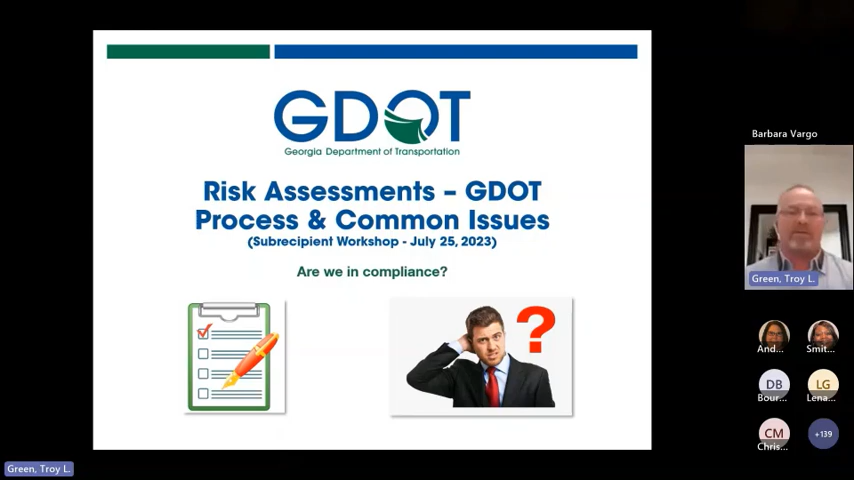 GDOT
Georgia Department of Transportation
Risk Assessments – GDOT
Process & Common Issues
(Subrecipient Workshop - July 25, 2023)
Are we in compliance?
?
Barbara Vargo
Green, Troy L.
And...
Smit...
DB
LG
Bour...
Lena...
CM
+139
Chris...
Green, Troy L.